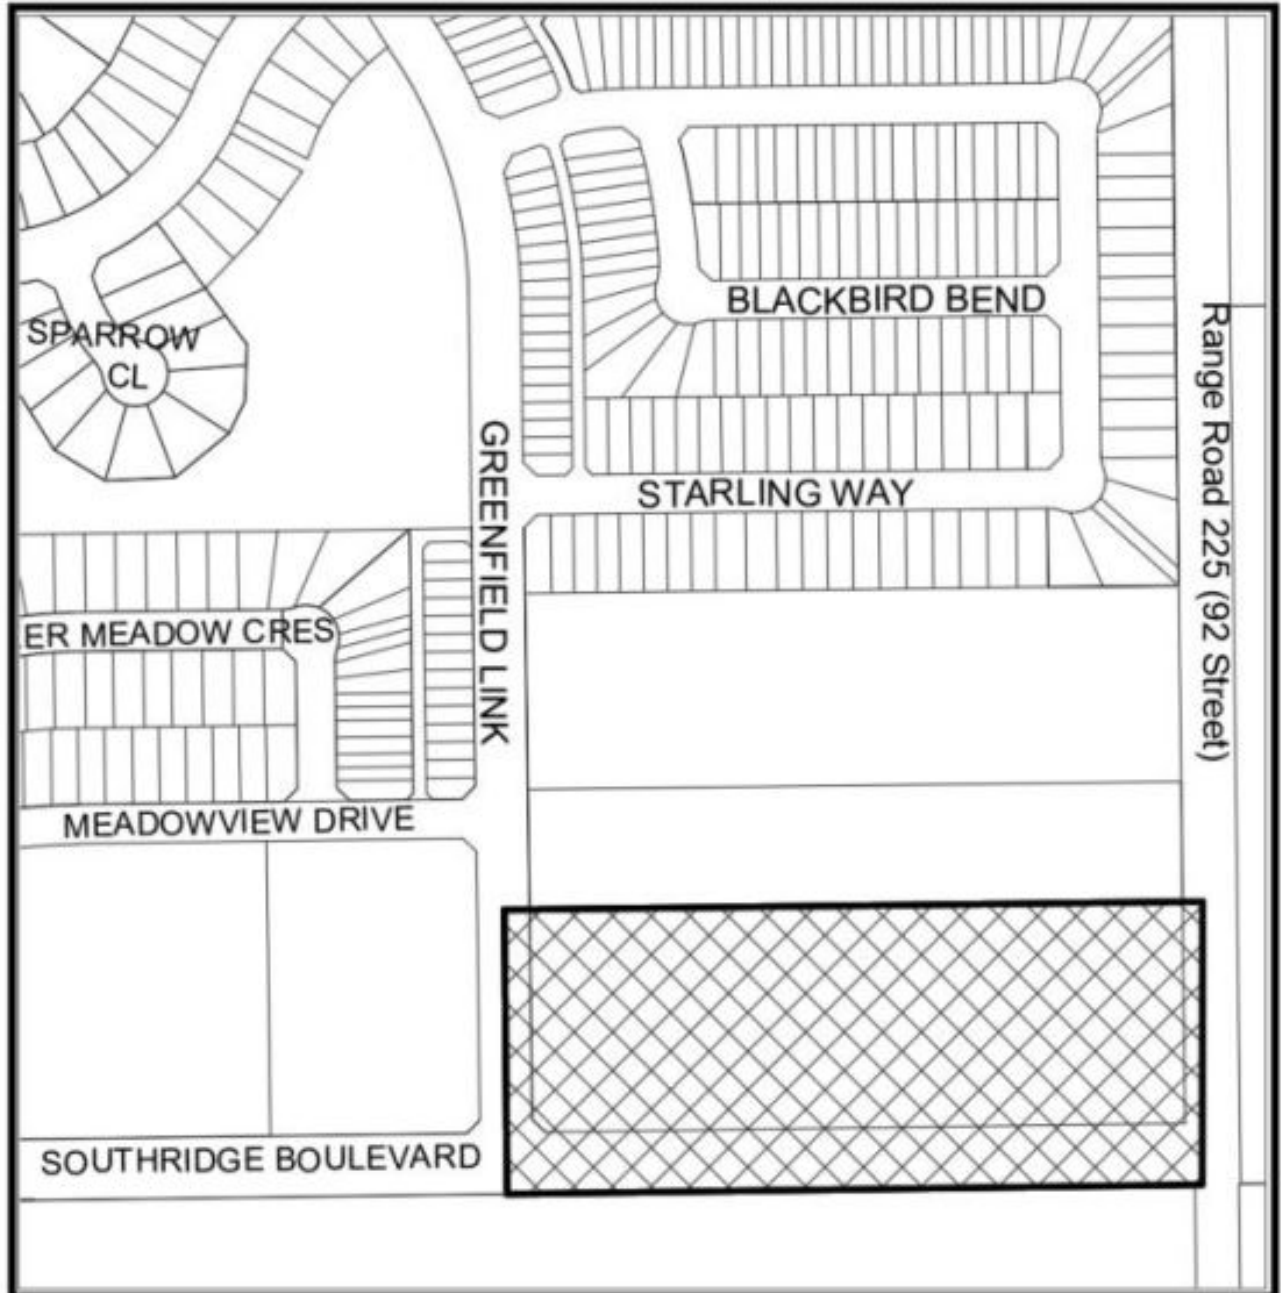 BLACKBIRD BEND
SPARROW
CL
Range Road 225 (92 Street)
GREENFIELD LINK
STARLING WAY
ER MEADOW CRES
MEADOWVIEW DRIVE
SOUTHRIDGE BOULEVARD